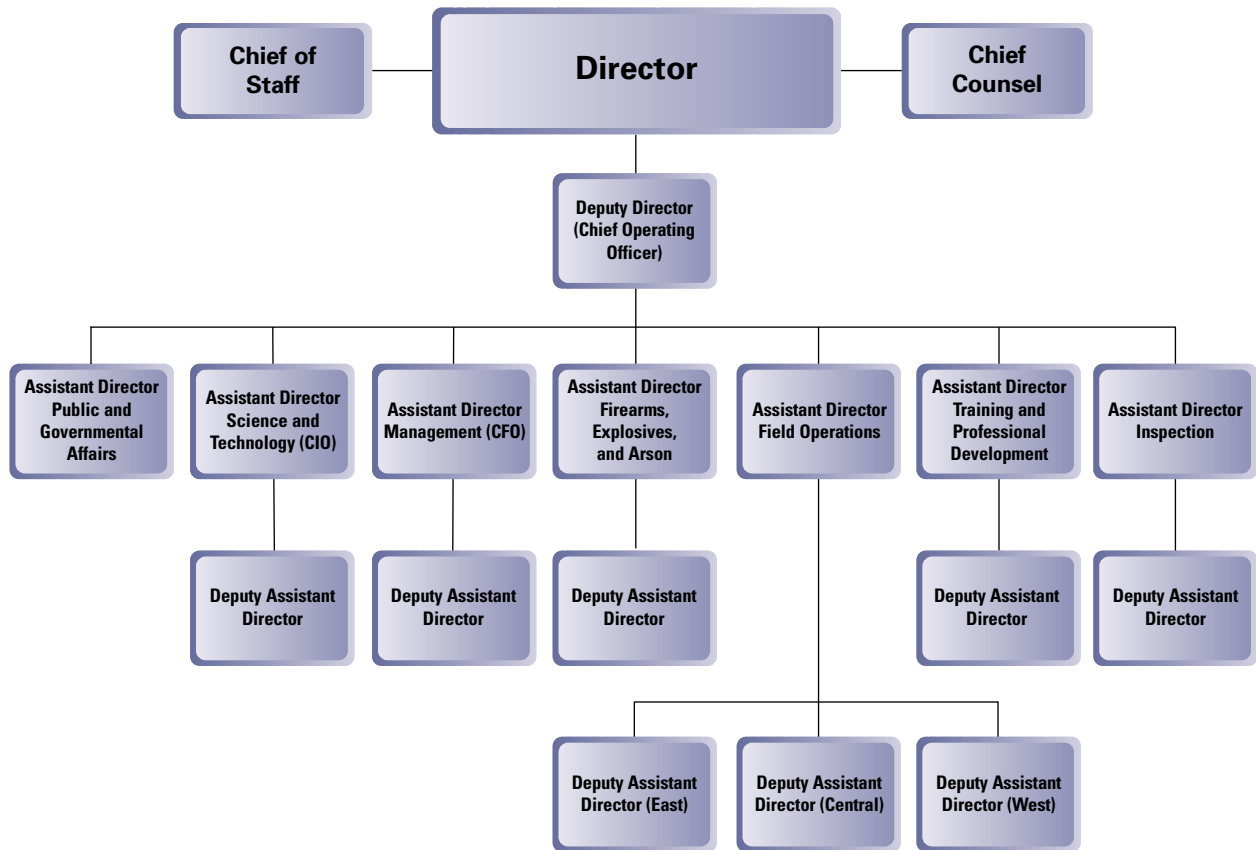 Chief of
Staff
Director
Chief
Counsel
Deputy Director
(Chief Operating
Officer)
Assistant Director
Public and
Governmental
Affairs
Assistant Director
Science and
Technology (CIO)
Assistant Director
Management (CFO)
Assistant Director
Firearms,
Explosives,
and Arson
Assistant Director
Field Operations
Assistant Director
Training and
Professional
Development
Assistant Director
Inspection
Deputy Assistant
Director
Deputy Assistant
Director
Deputy Assistant
Director
Deputy Assistant
Director
Deputy Assistant
Director
Deputy Assistant
Director (East)
Deputy Assistant
Director (Central)
Deputy Assistant
Director (West)